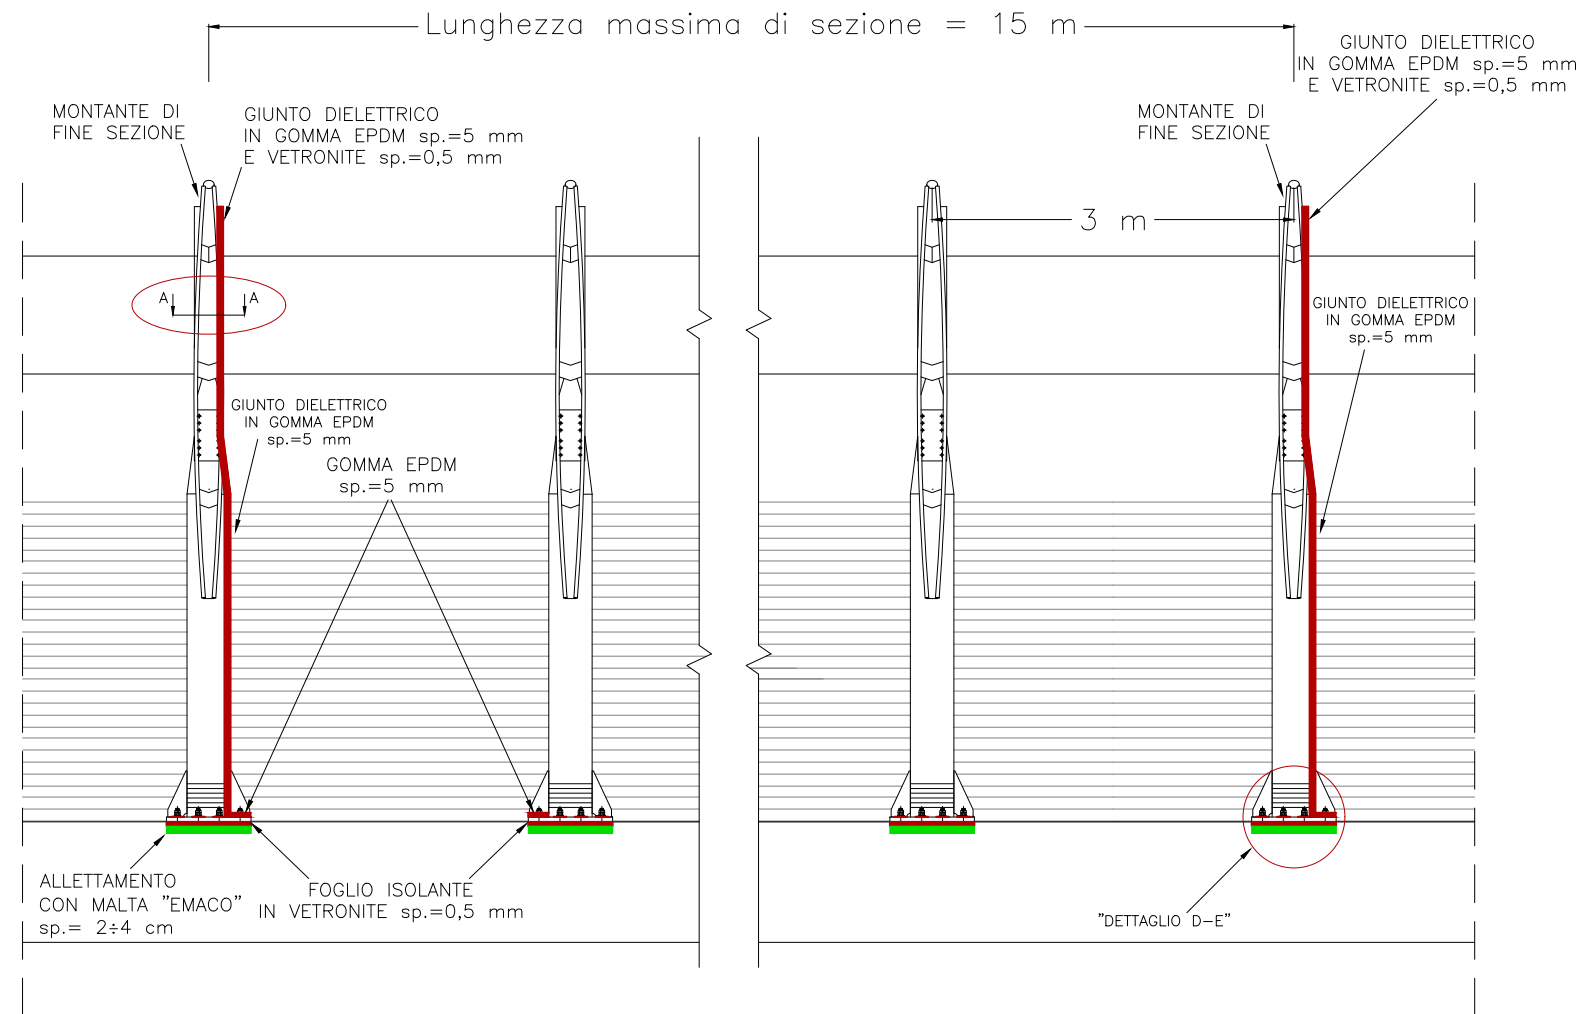 Lunghezza massima di sezione = 15 m
GIUNTO DIELETTRICO
IN GOMMA EPDM sp.=5 mm
E VETRONITE sp.=0,5 mm
MONTANTE DI
FINE SEZIONE
GIUNTO DIELETTRICO
IN GOMMA EPDM sp.=5 mm
E VETRONITE sp.=0,5 mm
MONTANTE DI
FINE SEZIONE
3 m
A A
GIUNTO DIELETTRICO
IN GOMMA EPDM
sp.=5 mm
GIUNTO DIELETTRICO
IN GOMMA EPDM
sp.=5 mm
GOMMA EPDM
sp.=5 mm
ALLETTAMENTO
CON MALTA "EMACO"
sp.= 2÷4 cm
FOGLIO ISOLANTE
IN VETRONITE sp.=0,5 mm
"DETTAGLIO D-E"